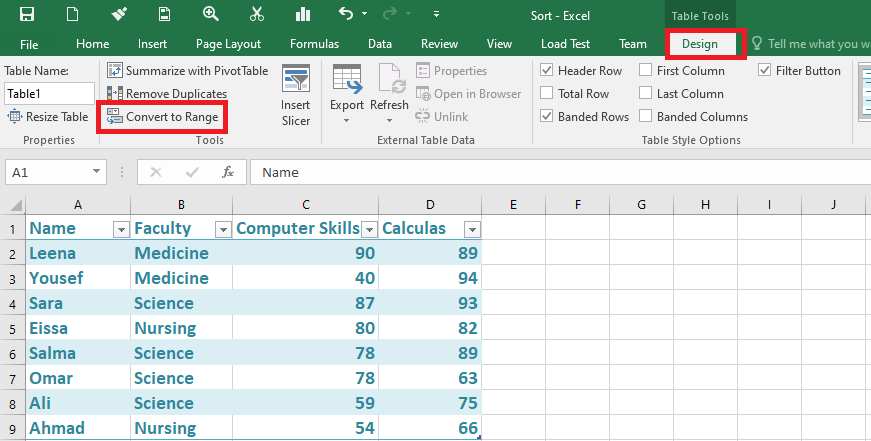 Sort - Excel
Table Tools
File Home Insert Page Layout Formulas Data Review View Load Test Team Design Tell me what you wa
Table Name:
Table1
Resize Table
Properties
Summarize with PivotTable
Remove Duplicates
Convert to Range
Tools
Insert
Slicer
Export
Refresh
Properties
Open in Browser
Unlink
External Table Data
Header Row
Total Row
Banded Rows
First Column
Last Column
Banded Columns
Filter Button
Table Style Options
A1 fx Name
A B C D E F G H I J
1 Name Faculty Computer Skills Calculas
2 Leena Medicine 90 89
3 Yousef Medicine 40 94
4 Sara Science 87 93
5 Eissa Nursing 80 82
6 Salma Science 78 89
7 Omar Science 78 63
8 Ali Science 59 75
9 Ahmad Nursing 54 66